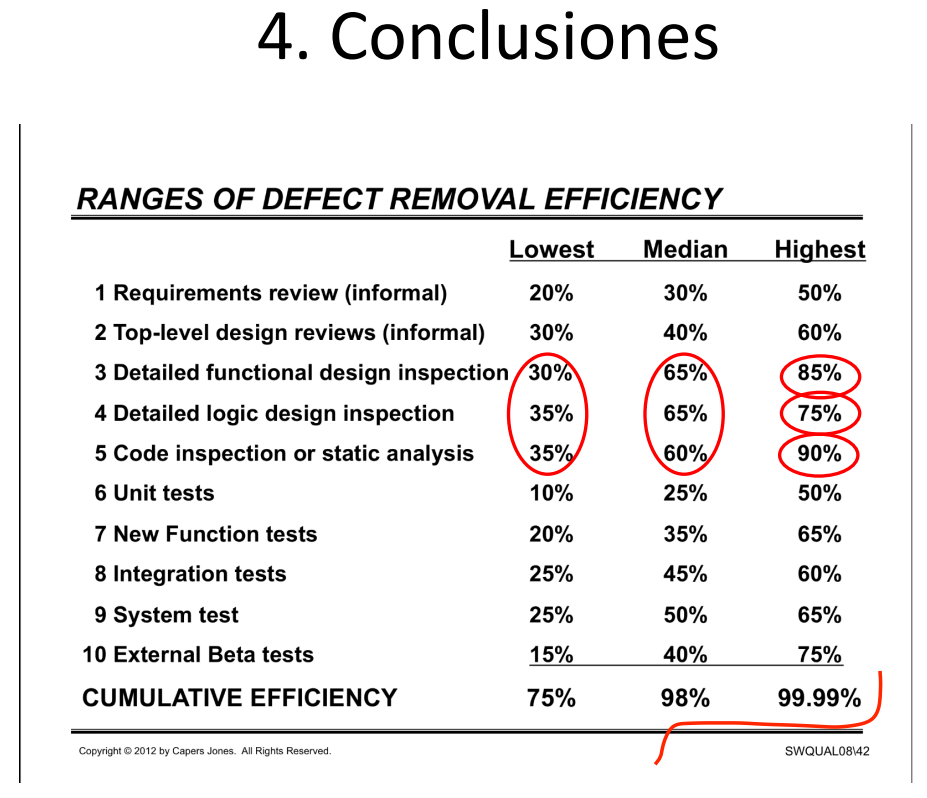 4. Conclusiones
RANGES OF DEFECT REMOVAL EFFICIENCY
Lowest Median Highest
1 Requirements review (informal) 20% 30% 50%
2 Top-level design reviews (informal) 30% 40% 60%
3 Detailed functional design inspection 30% 65% 85%
4 Detailed logic design inspection 35% 65% 75%
5 Code inspection or static analysis 35% 60% 90%
6 Unit tests 10% 25% 50%
7 New Function tests 20% 35% 65%
8 Integration tests 25% 45% 60%
9 System test 25% 50% 65%
10 External Beta tests 15% 40% 75%
CUMULATIVE EFFICIENCY 75% 98% 99.99%
Copyright © 2012 by Capers Jones. All Rights Reserved. SWQUAL08\42